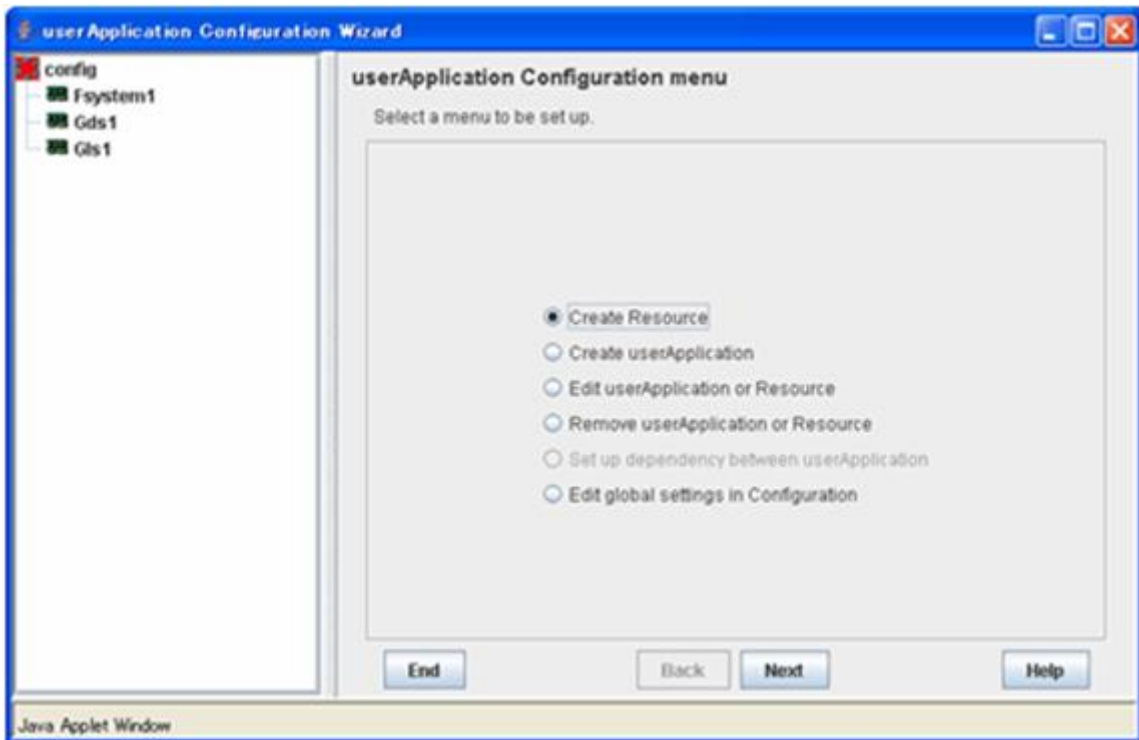 userApplication Configuration Wizard
config
Fsystem1
Gds1
Gls1
userApplication Configuration menu
Select a menu to be set up.
Create Resource
Create userApplication
Edit userApplication or Resource
Remove userApplication or Resource
Set up dependency between userApplication
Edit global settings in Configuration
End
Back
Next
Help
Java Applet Window